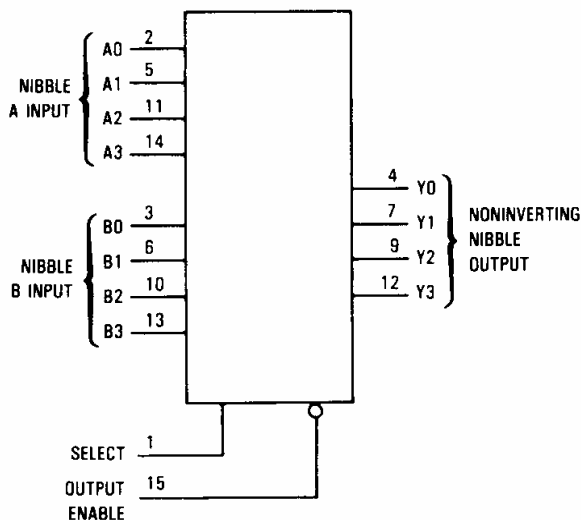 A0 2
A1 5
A2 11
A3 14
NIBBLE
A INPUT
B0 3
B1 6
B2 10
B3 13
NIBBLE
B INPUT
4 Y0
7 Y1
9 Y2
12 Y3
NONINVERTING
NIBBLE
OUTPUT
SELECT 1
OUTPUT 15
ENABLE